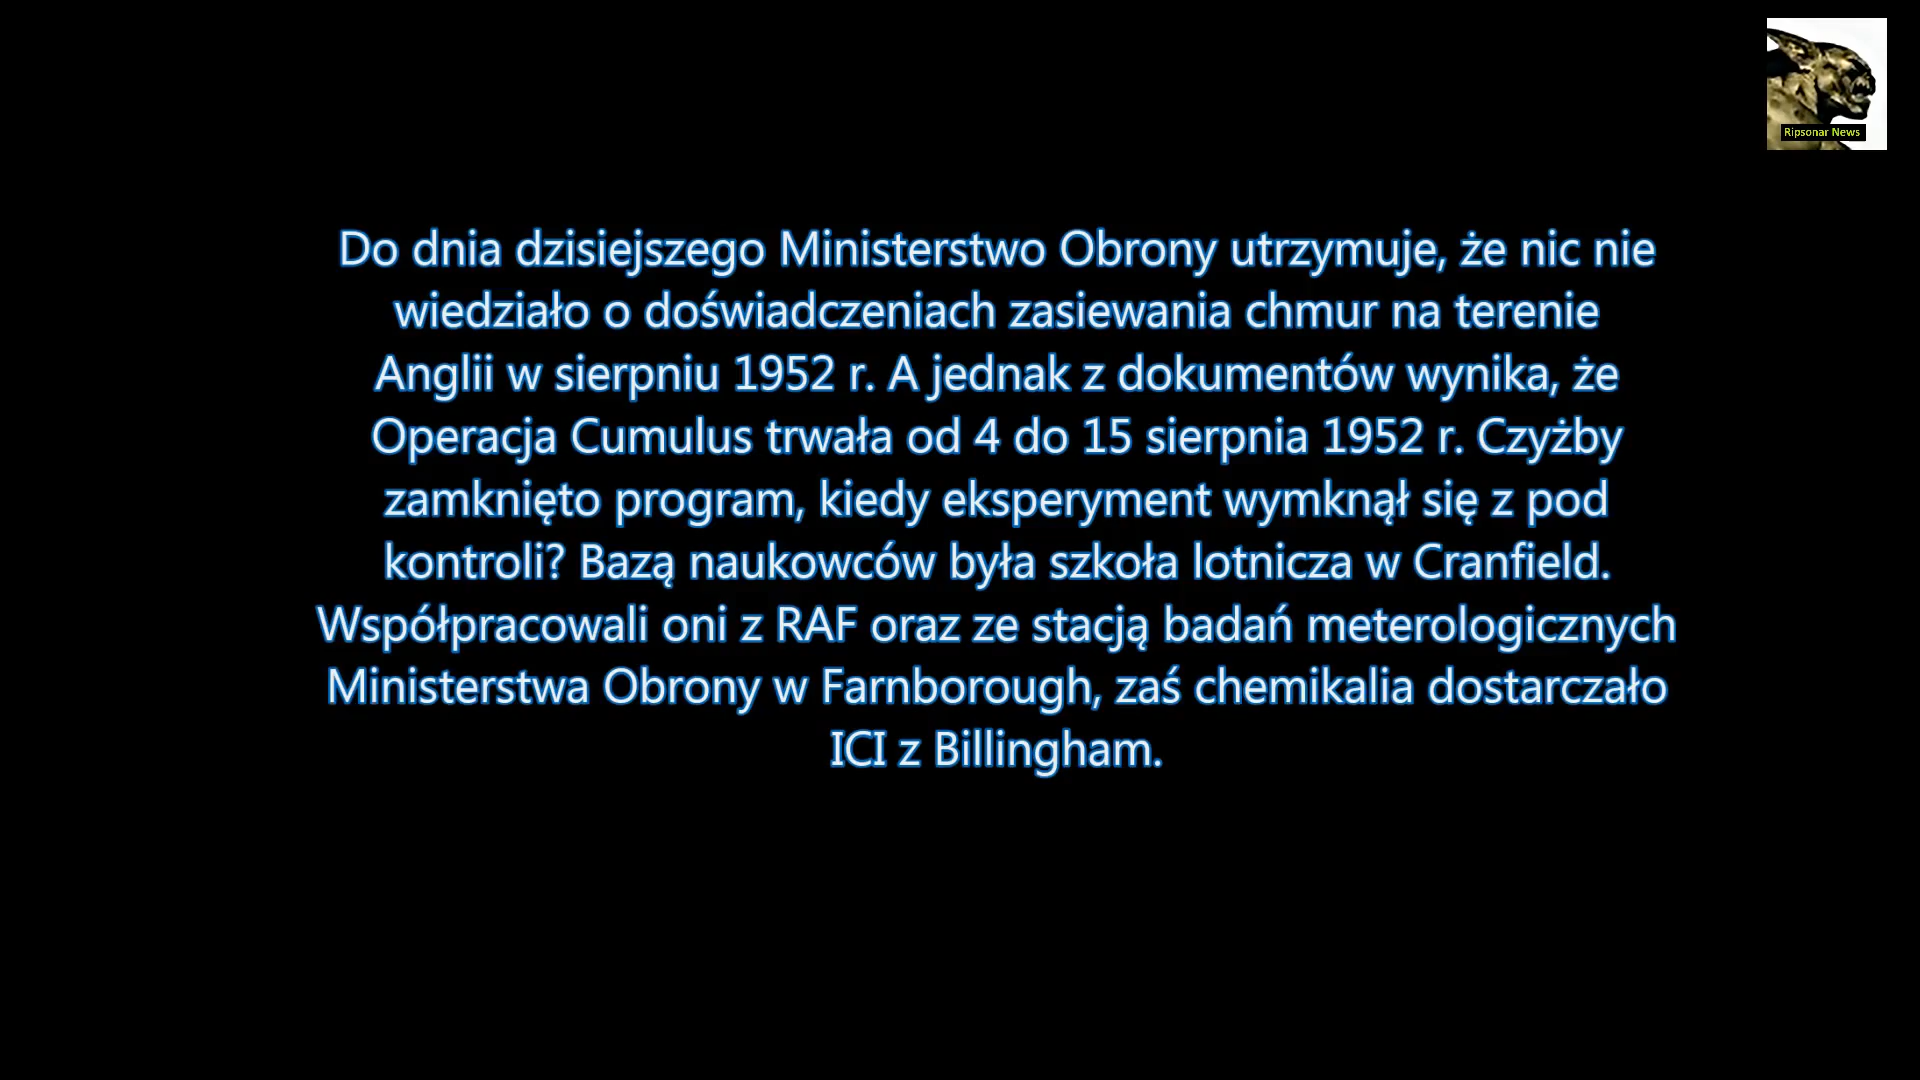 Ripsonar News
Do dnia dzisiejszego Ministerstwo Obrony utrzymuje, że nic nie
wiedziało o doświadczeniach zasiewania chmur na terenie
Anglii w sierpniu 1952 r. A jednak z dokumentów wynika, że
Operacja Cumulus trwała od 4 do 15 sierpnia 1952 r. Czyżby
zamknięto program, kiedy eksperyment wymknął się z pod
kontroli? Bazą naukowców była szkoła lotnicza w Cranfield.
Współpracowali oni z RAF oraz ze stacją badań meterologicznych
Ministerstwa Obrony w Farnborough, zaś chemikalia dostarczało
ICI z Billingham.